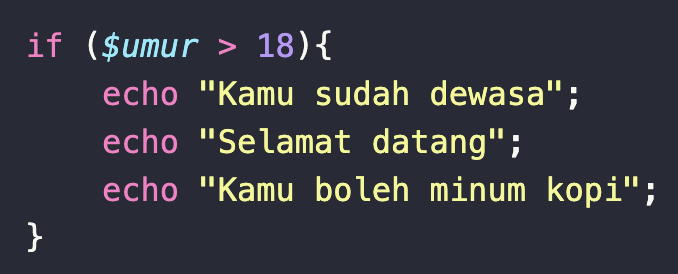 if ($umur > 18){
    echo "Kamu sudah dewasa";
    echo "Selamat datang";
    echo "Kamu boleh minum kopi";
}